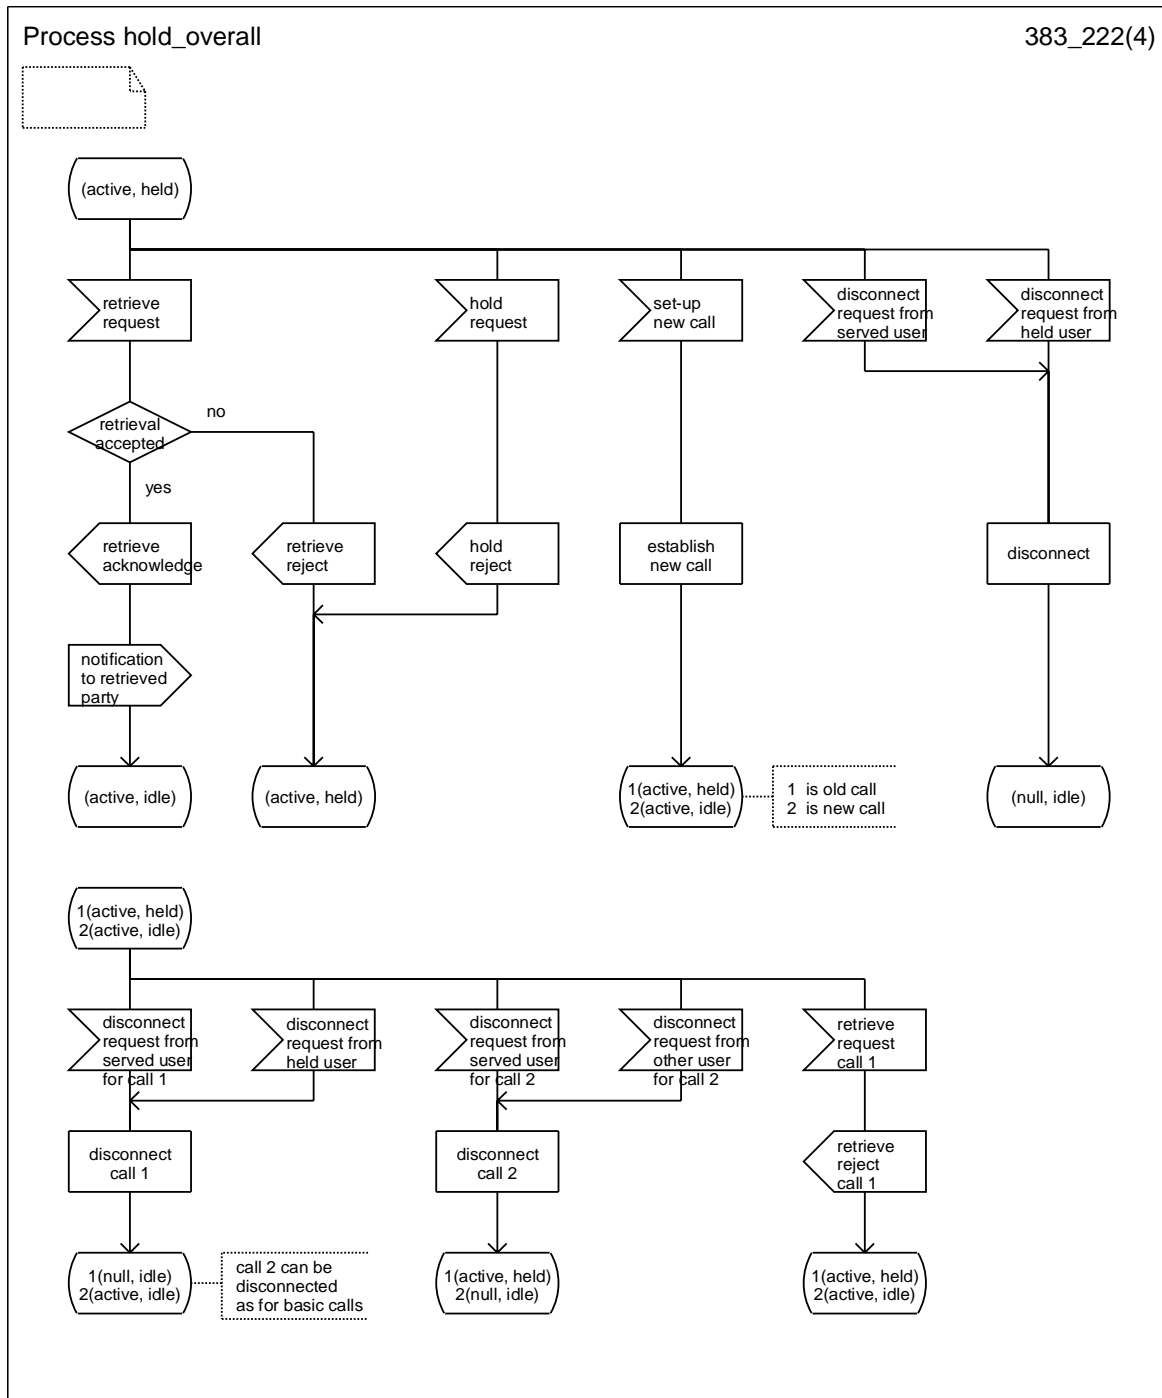 Process hold_overall
383_222(4)
(active, held)
retrieve
request
hold
request
set-up
new call
disconnect
request from
served user
disconnect
request from
held user
retrieval
accepted
no
yes
retrieve
acknowledge
retrieve
reject
hold
reject
establish
new call
disconnect
notification
to retrieved
party
(active, idle)
(active, held)
1(active, held)
2(active, idle)
1 is old call
2 is new call
(null, idle)
1(active, held)
2(active, idle)
disconnect
request from
served user
for call 1
disconnect
request from
held user
disconnect
request from
served user
for call 2
disconnect
request from
other user
for call 2
retrieve
request
call 1
disconnect
call 1
disconnect
call 2
retrieve
reject
call 1
1(null, idle)
2(active, idle)
call 2 can be
disconnected
as for basic calls
1(active, held)
2(null, idle)
1(active, held)
2(active, idle)